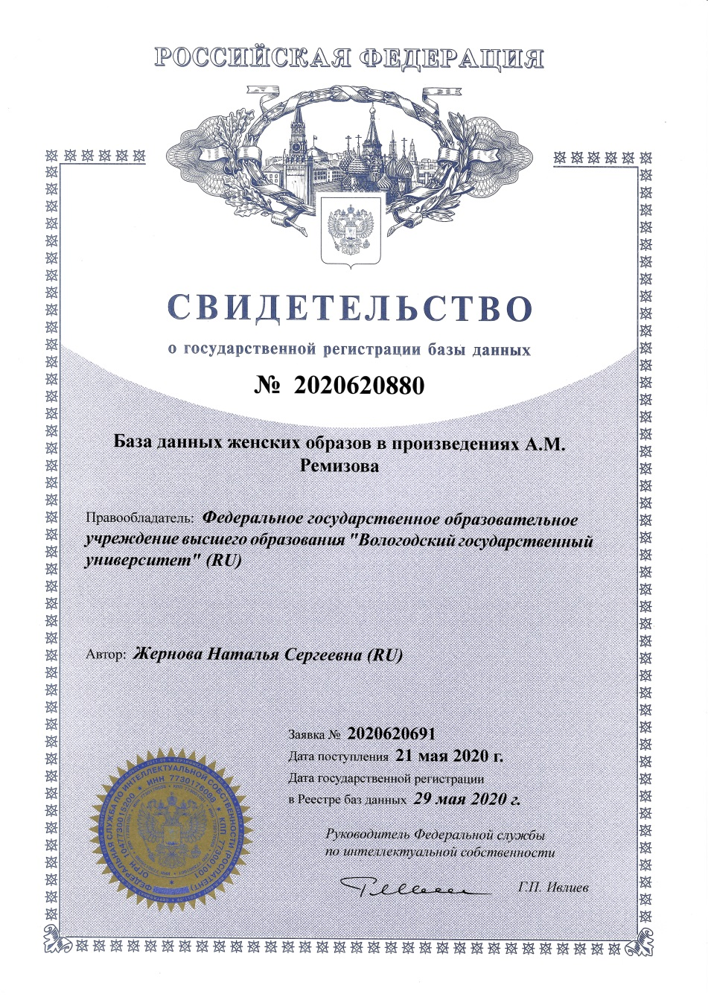 РОССИЙСКАЯ ФЕДЕРАЦИЯ
СВИДЕТЕЛЬСТВО
о государственной регистрации базы данных
№ 2020620880
База данных женских образов в произведениях А.М.
Ремизова
Правообладатель: Федеральное государственное образовательное
учреждение высшего образования "Вологодский государственный
университет" (RU)
Автор: Жернова Наталья Сергеевна (RU)
Заявка № 2020620691
Дата поступления 21 мая 2020 г.
Дата государственной регистрации
в Реестре баз данных 29 мая 2020 г.
Руководитель Федеральной службы
по интеллектуальной собственности
Г.П. Ивлиев
ФЕДЕРАЛЬНАЯ СЛУЖБА ПО ИНТЕЛЛЕКТУАЛЬНОЙ СОБСТВЕННОСТИ (РОСПАТЕНТ)
ОГРН 1047730015200 * ИНН 7730176088 * КПП 773001001